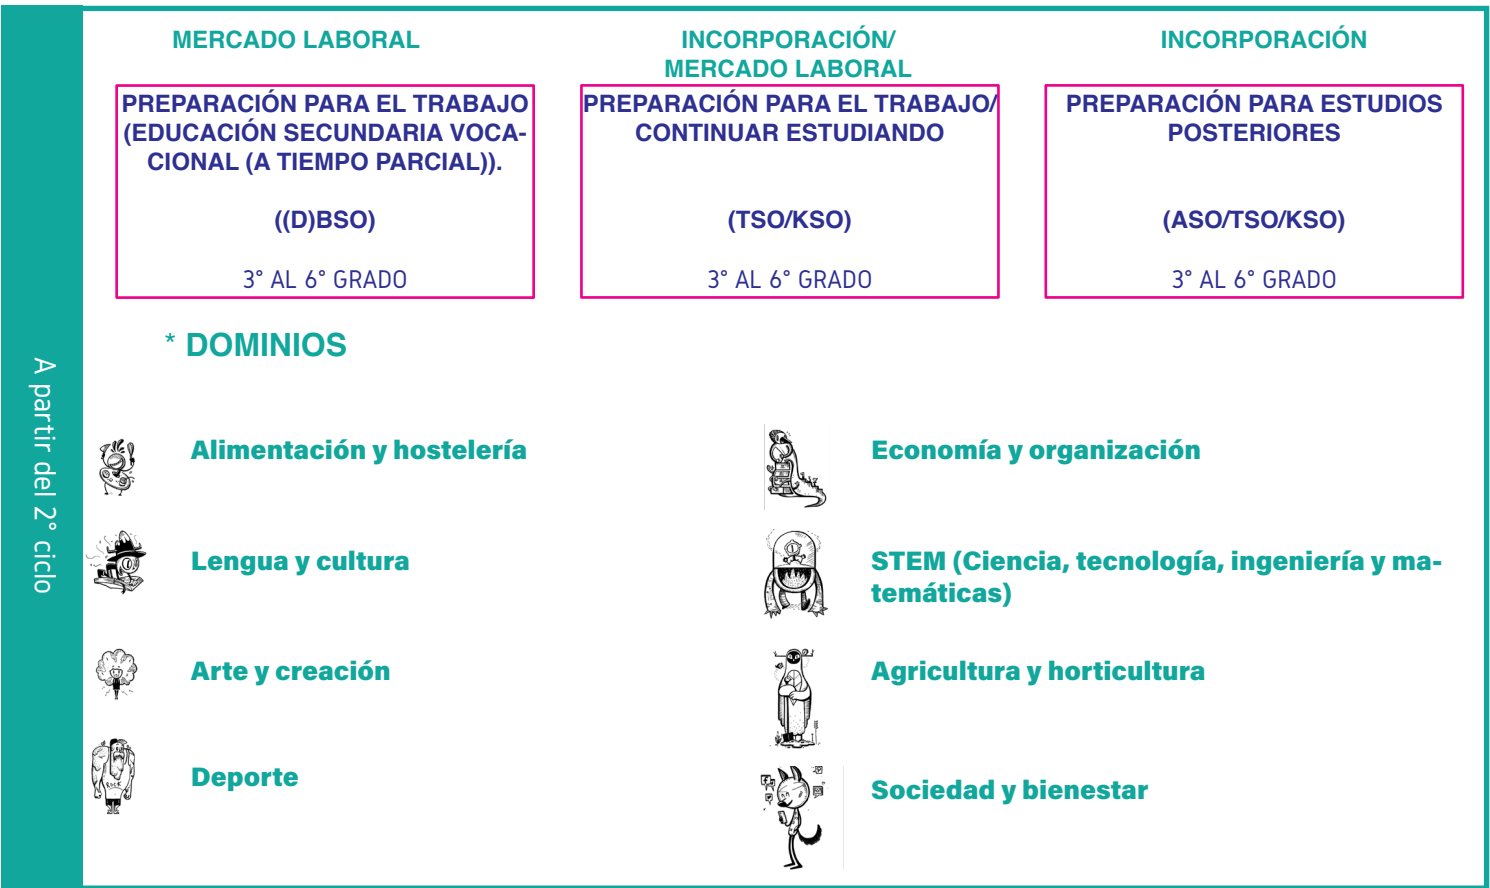 MERCADO LABORAL
INCORPORACIÓN/
MERCADO LABORAL
INCORPORACIÓN
PREPARACIÓN PARA EL TRABAJO
(EDUCACIÓN SECUNDARIA VOCA-
CIONAL (A TIEMPO PARCIAL)).
((D)BSO)
3° AL 6° GRADO
PREPARACIÓN PARA EL TRABAJO/
CONTINUAR ESTUDIANDO
(TSO/KSO)
3° AL 6° GRADO
PREPARACIÓN PARA ESTUDIOS
POSTERIORES
(ASO/TSO/KSO)
3° AL 6° GRADO
A partir del 2° ciclo
* DOMINIOS
Alimentación y hostelería
Economía y organización
Lengua y cultura
STEM (Ciencia, tecnología, ingeniería y ma-
temáticas)
Arte y creación
Agricultura y horticultura
Deporte
Sociedad y bienestar